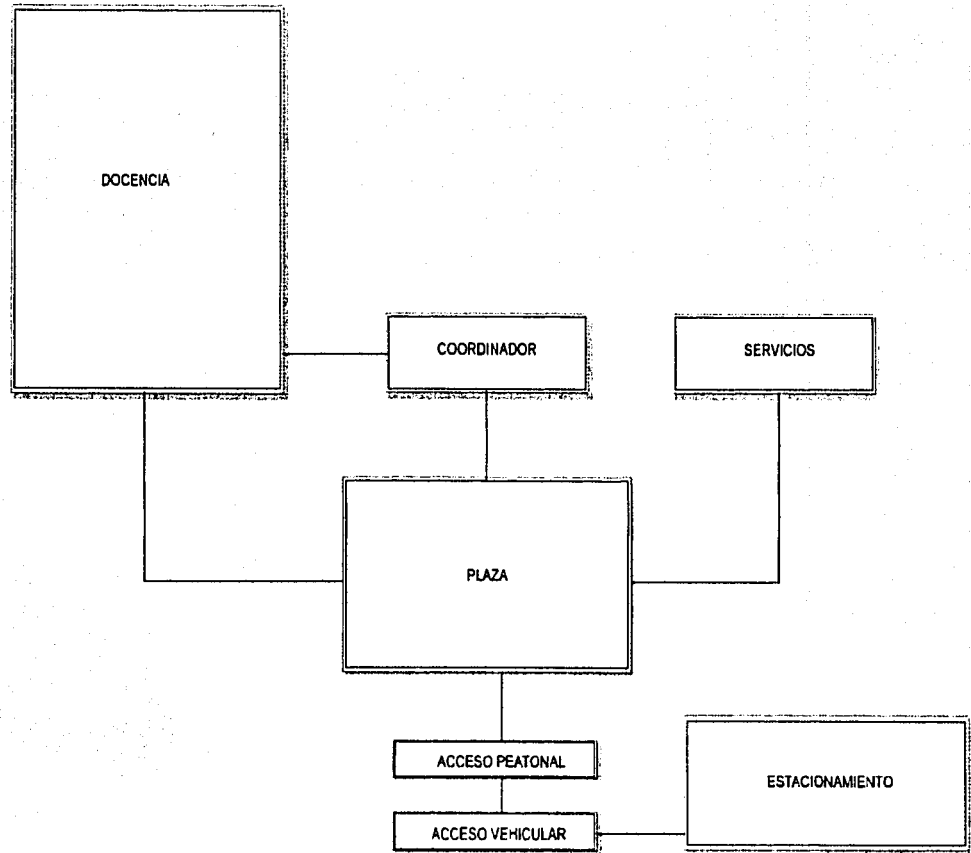 DOCENCIA
COORDINADOR
SERVICIOS
PLAZA
ACCESO PEATONAL
ESTACIONAMIENTO
ACCESO VEHICULAR